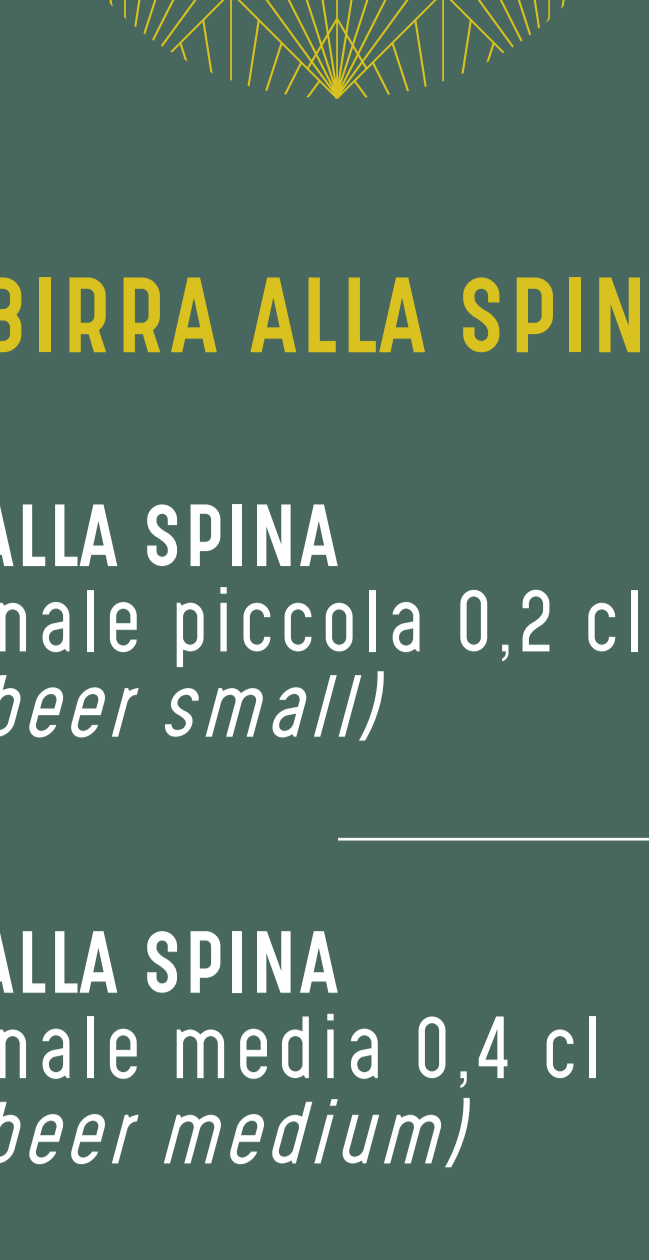 BIRRA ALLA SPIN
ALLA SPINA
nale piccola 0,2 cl
beer small)
ALLA SPINA
nale media 0,4 cl
beer medium)